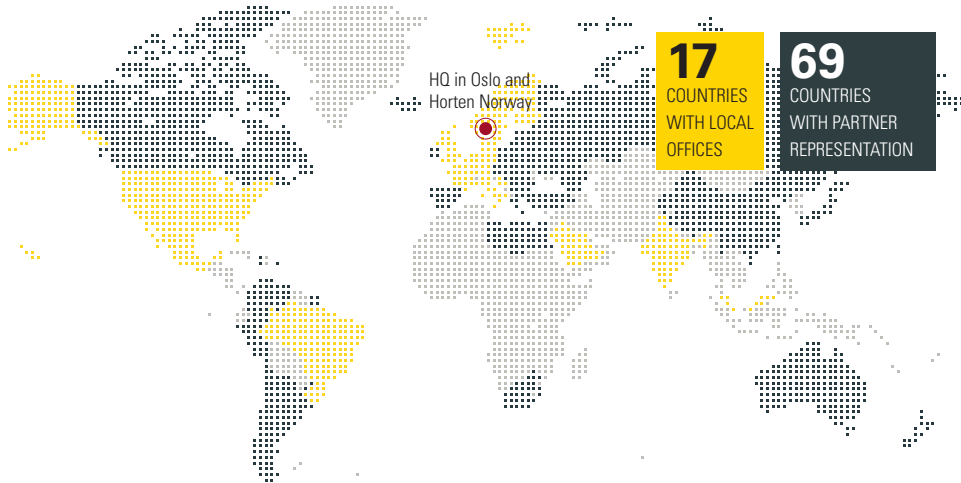 HQ in Oslo and
Horten Norway
17
COUNTRIES
WITH LOCAL
OFFICES
69
COUNTRIES
WITH PARTNER
REPRESENTATION